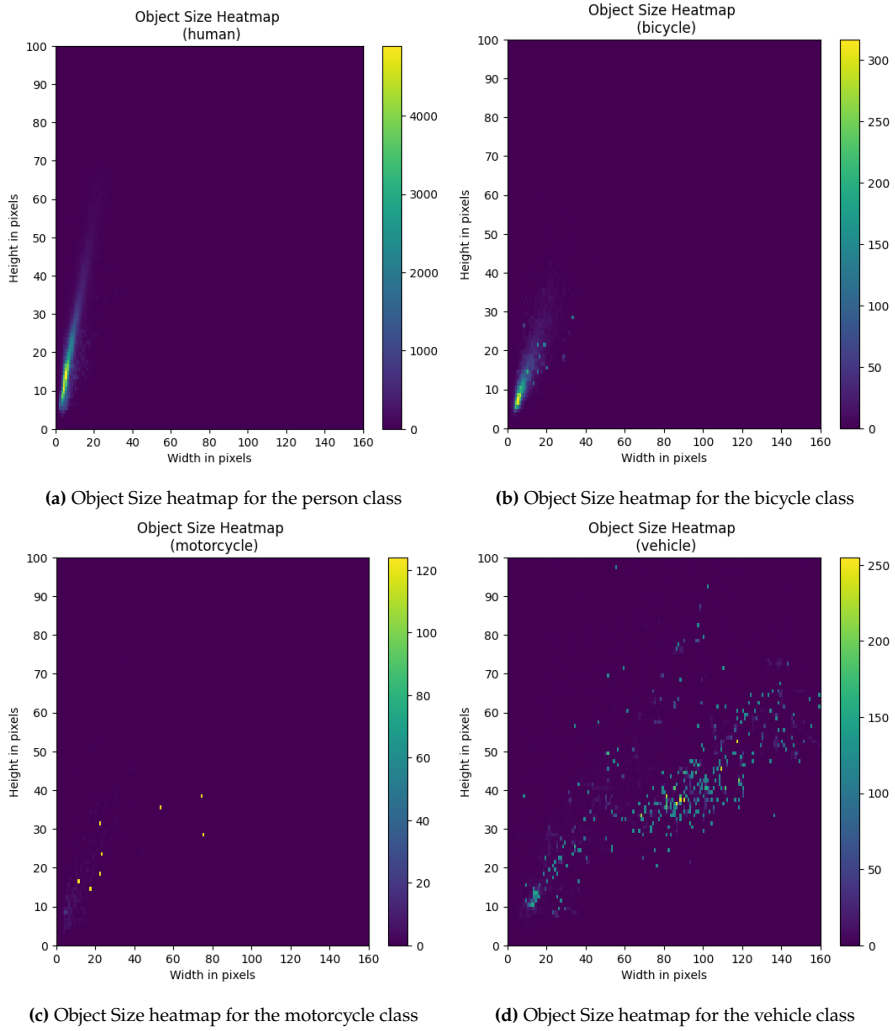 Object Size Heatmap
(human)
100
90
80
70
60
50
40
30
20
10
0
Height in pixels
0 20 40 60 80 100 120 140 160
Width in pixels
4000
3000
2000
1000
0
(a) Object Size heatmap for the person class
Object Size Heatmap
(bicycle)
100
90
80
70
60
50
40
30
20
10
0
Height in pixels
0 20 40 60 80 100 120 140 160
Width in pixels
300
250
200
150
100
50
0
(b) Object Size heatmap for the bicycle class
Object Size Heatmap
(motorcycle)
100
90
80
70
60
50
40
30
20
10
0
Height in pixels
0 20 40 60 80 100 120 140 160
Width in pixels
120
100
80
60
40
20
0
(c) Object Size heatmap for the motorcycle class
Object Size Heatmap
(vehicle)
100
90
80
70
60
50
40
30
20
10
0
Height in pixels
0 20 40 60 80 100 120 140 160
Width in pixels
250
200
150
100
50
0
(d) Object Size heatmap for the vehicle class